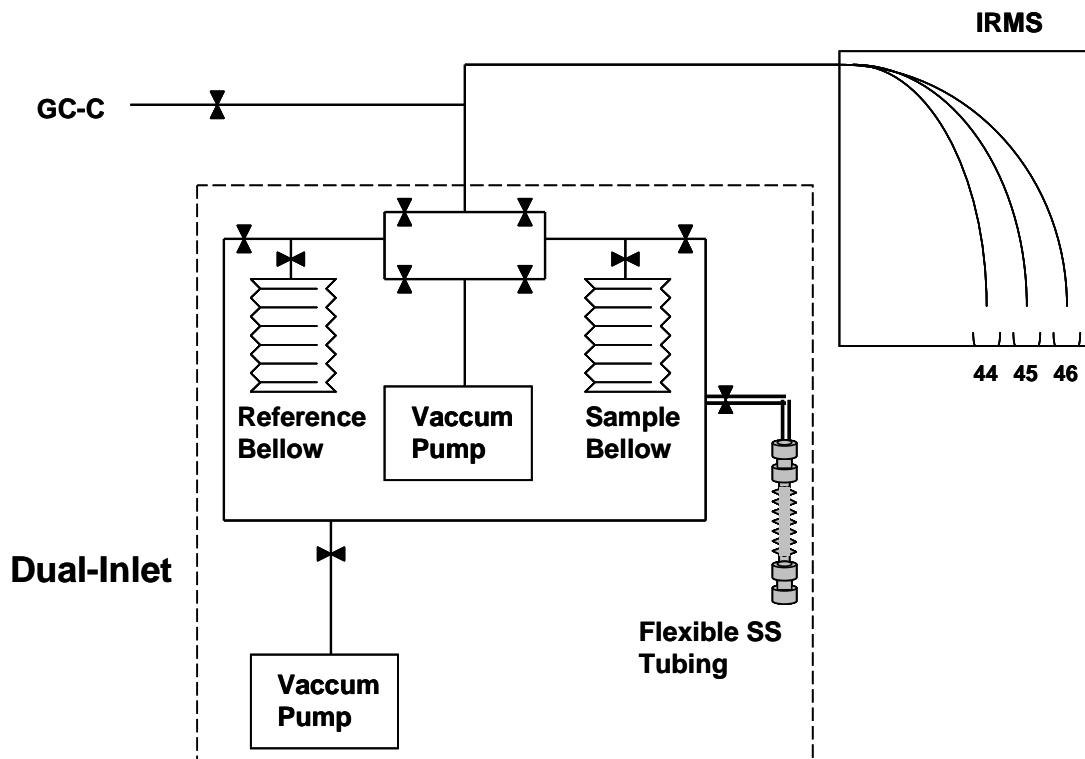 IRMS
GC-C
44 45 46
Reference
Bellow
Vaccum
Pump
Sample
Bellow
Dual-Inlet
Flexible SS
Tubing
Vaccum
Pump